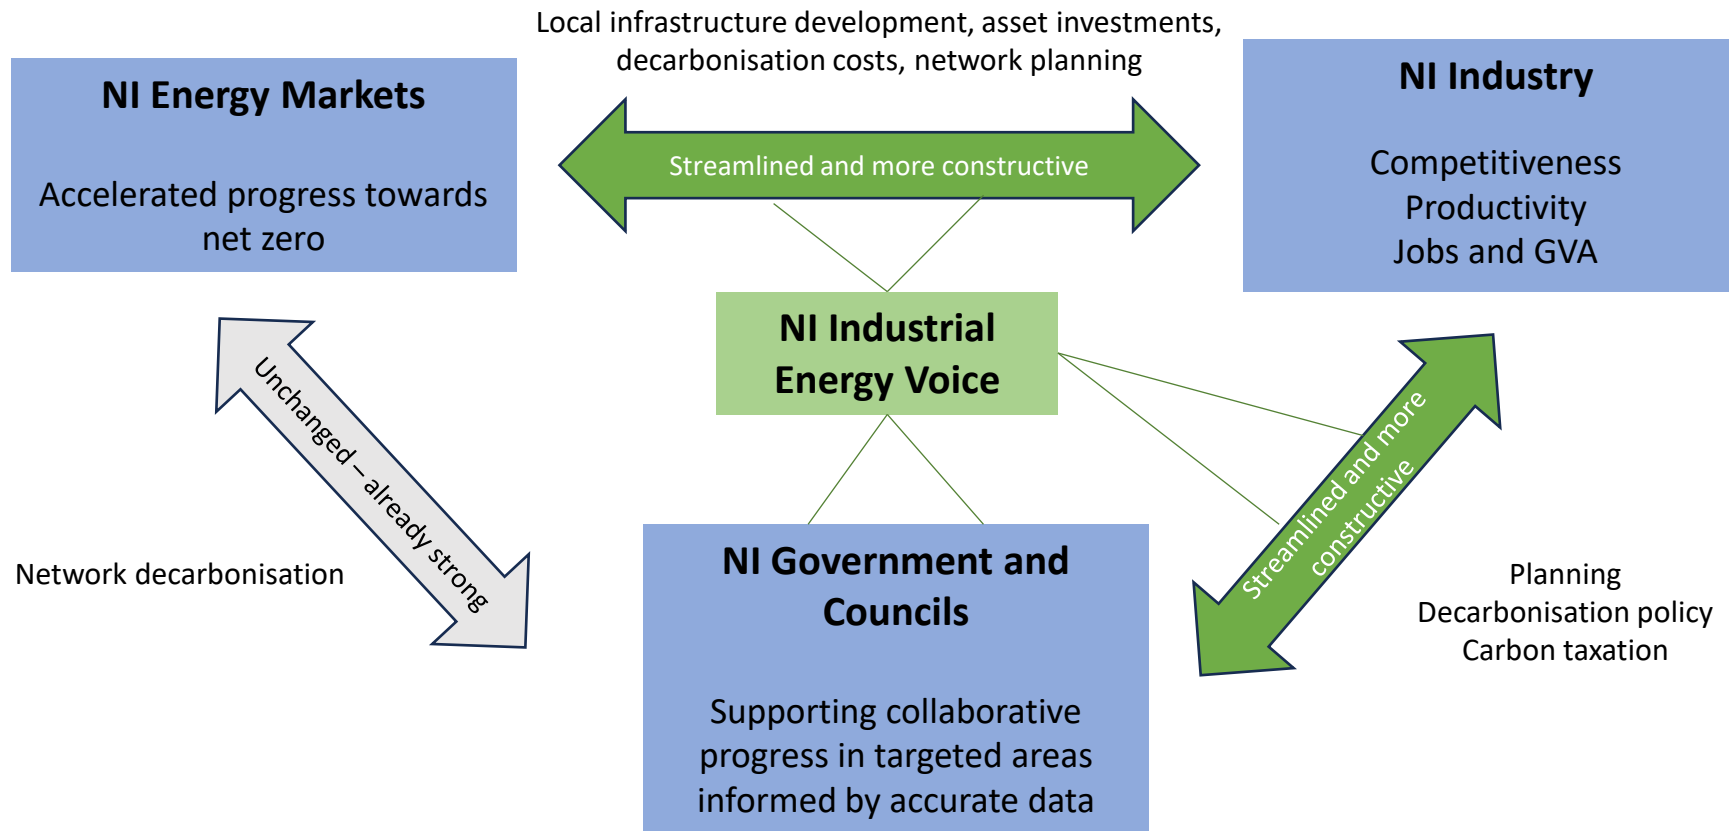 Local infrastructure development, asset investments,
decarbonisation costs, network planning
NI Energy Markets
Accelerated progress towards
net zero
Streamlined and more constructive
NI Industry
Competitiveness
Productivity
Jobs and GVA
NI Industrial
Energy Voice
Unchanged – already strong
Network decarbonisation
Streamlined and more
constructive
Planning
Decarbonisation policy
Carbon taxation
NI Government and
Councils
Supporting collaborative
progress in targeted areas
informed by accurate data